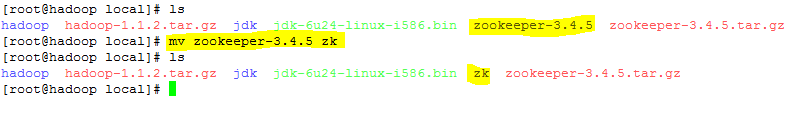 [root@hadoop local]# ls
hadoop hadoop-1.1.2.tar.gz jdk jdk-6u24-linux-i586.bin zookeeper-3.4.5 zookeeper-3.4.5.tar.gz
[root@hadoop local]# mv zookeeper-3.4.5 zk
[root@hadoop local]# ls
hadoop hadoop-1.1.2.tar.gz jdk jdk-6u24-linux-i586.bin zk zookeeper-3.4.5.tar.gz
[root@hadoop local]#